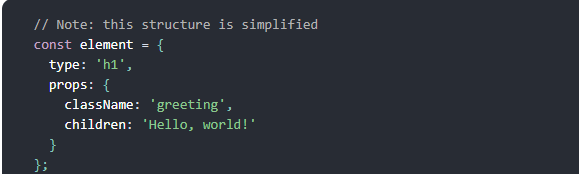 // Note: this structure is simplified
const element = {
  type: 'h1',
  props: {
    className: 'greeting',
    children: 'Hello, world!'
  }
};